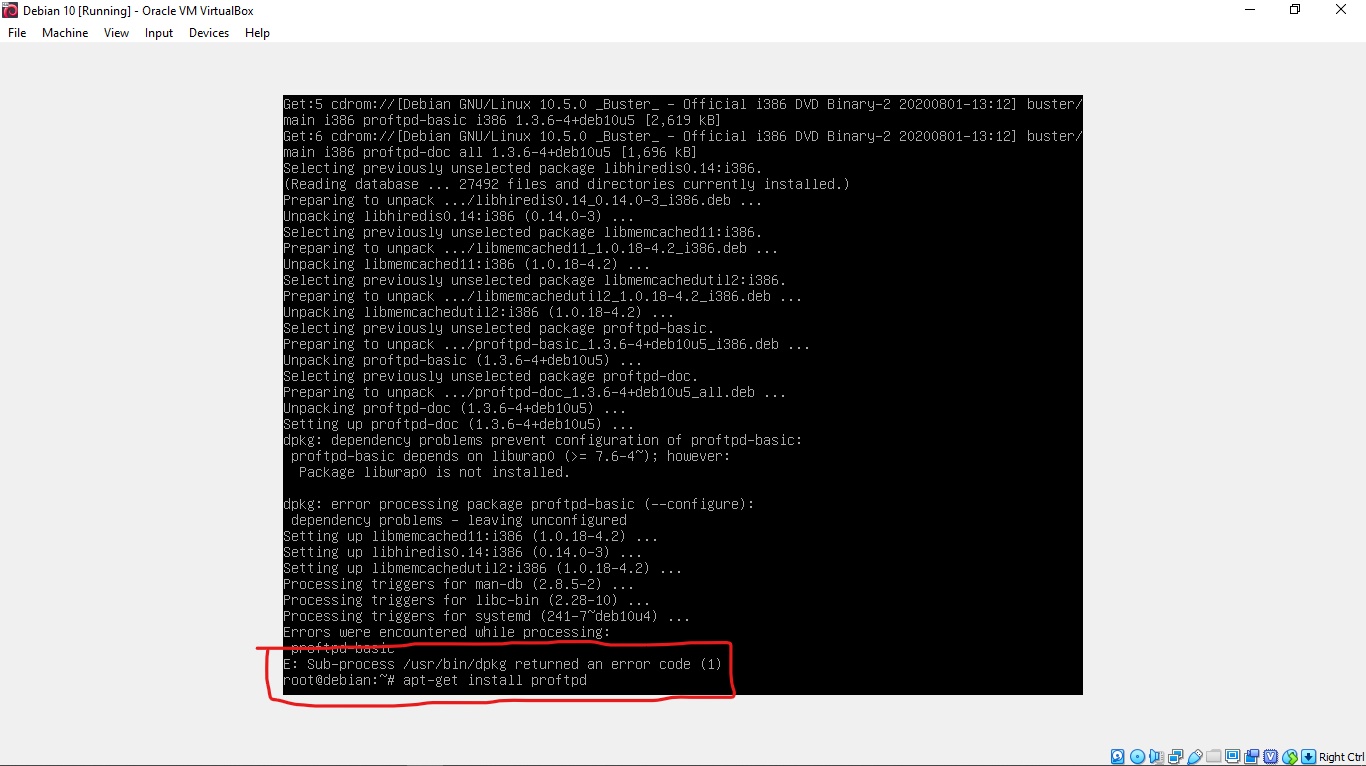 Debian 10 [Running] - Oracle VM VirtualBox
File Machine View Input Devices Help
Get:5 cdrom://[Debian GNU/Linux 10.5.0 _Buster_ - Official i386 DVD Binary-2 20200801-13:12] buster/
main i386 proftpd-basic i386 1.3.6-4+deb10u5 [2,619 kB]
Get:6 cdrom://[Debian GNU/Linux 10.5.0 _Buster_ - Official i386 DVD Binary-2 20200801-13:12] buster/
main i386 proftpd-doc all 1.3.6-4+deb10u5 [1,696 kB]
Selecting previously unselected package libhiredis0.14:i386.
(Reading database ... 27492 files and directories currently installed.)
Preparing to unpack .../libhiredis0.14_0.14.0-3_i386.deb ...
Unpacking libhiredis0.14:i386 (0.14.0-3) ...
Selecting previously unselected package libmemcached11:i386.
Preparing to unpack .../libmemcached11_1.0.18-4.2_i386.deb ...
Unpacking libmemcached11:i386 (1.0.18-4.2) ...
Selecting previously unselected package libmemcachedutil2:i386.
Preparing to unpack .../libmemcachedutil2_1.0.18-4.2_i386.deb ...
Unpacking libmemcachedutil2:i386 (1.0.18-4.2) ...
Selecting previously unselected package proftpd-basic.
Preparing to unpack .../proftpd-basic_1.3.6-4+deb10u5_i386.deb ...
Unpacking proftpd-basic (1.3.6-4+deb10u5) ...
Selecting previously unselected package proftpd-doc.
Preparing to unpack .../proftpd-doc_1.3.6-4+deb10u5_all.deb ...
Unpacking proftpd-doc (1.3.6-4+deb10u5) ...
Setting up proftpd-doc (1.3.6-4+deb10u5) ...
dpkg: dependency problems prevent configuration of proftpd-basic:
proftpd-basic depends on libwrap0 (>= 7.6-4~); however:
Package libwrap0 is not installed.
dpkg: error processing package proftpd-basic (--configure):
dependency problems - leaving unconfigured
Setting up libmemcached11:i386 (1.0.18-4.2) ...
Setting up libhiredis0.14:i386 (0.14.0-3) ...
Setting up libmemcachedutil2:i386 (1.0.18-4.2) ...
Processing triggers for man-db (2.8.5-2) ...
Processing triggers for libc-bin (2.28-10) ...
Processing triggers for systemd (241-7~deb10u4) ...
Errors were encountered while processing:
proftpd-basic
E: Sub-process /usr/bin/dpkg returned an error code (1)
root@debian:~# apt-get install proftpd
Right Ctrl